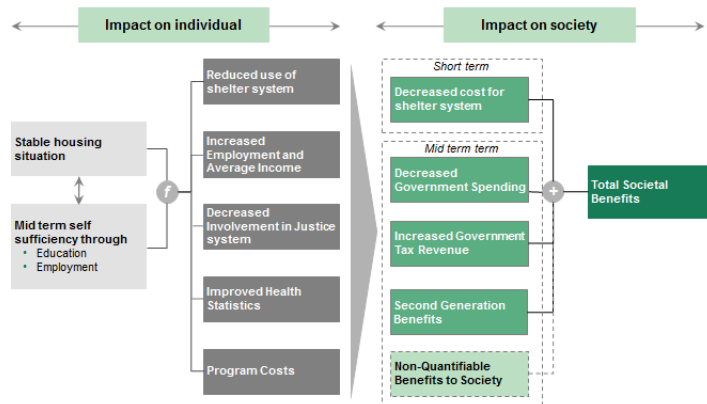 Impact on individual
Impact on society
Stable housing
situation
Mid term self
sufficiency through
• Education
• Employment
f
Reduced use of
shelter system
Increased
Employment and
Average Income
Decreased
Involvement in Justice
system
Improved Health
Statistics
Program Costs
Short term
Decreased cost for
shelter system
Mid term term
Decreased
Government Spending
Increased Government
Tax Revenue
Second Generation
Benefits
Non-Quantifiable
Benefits to Society
+
Total Societal
Benefits